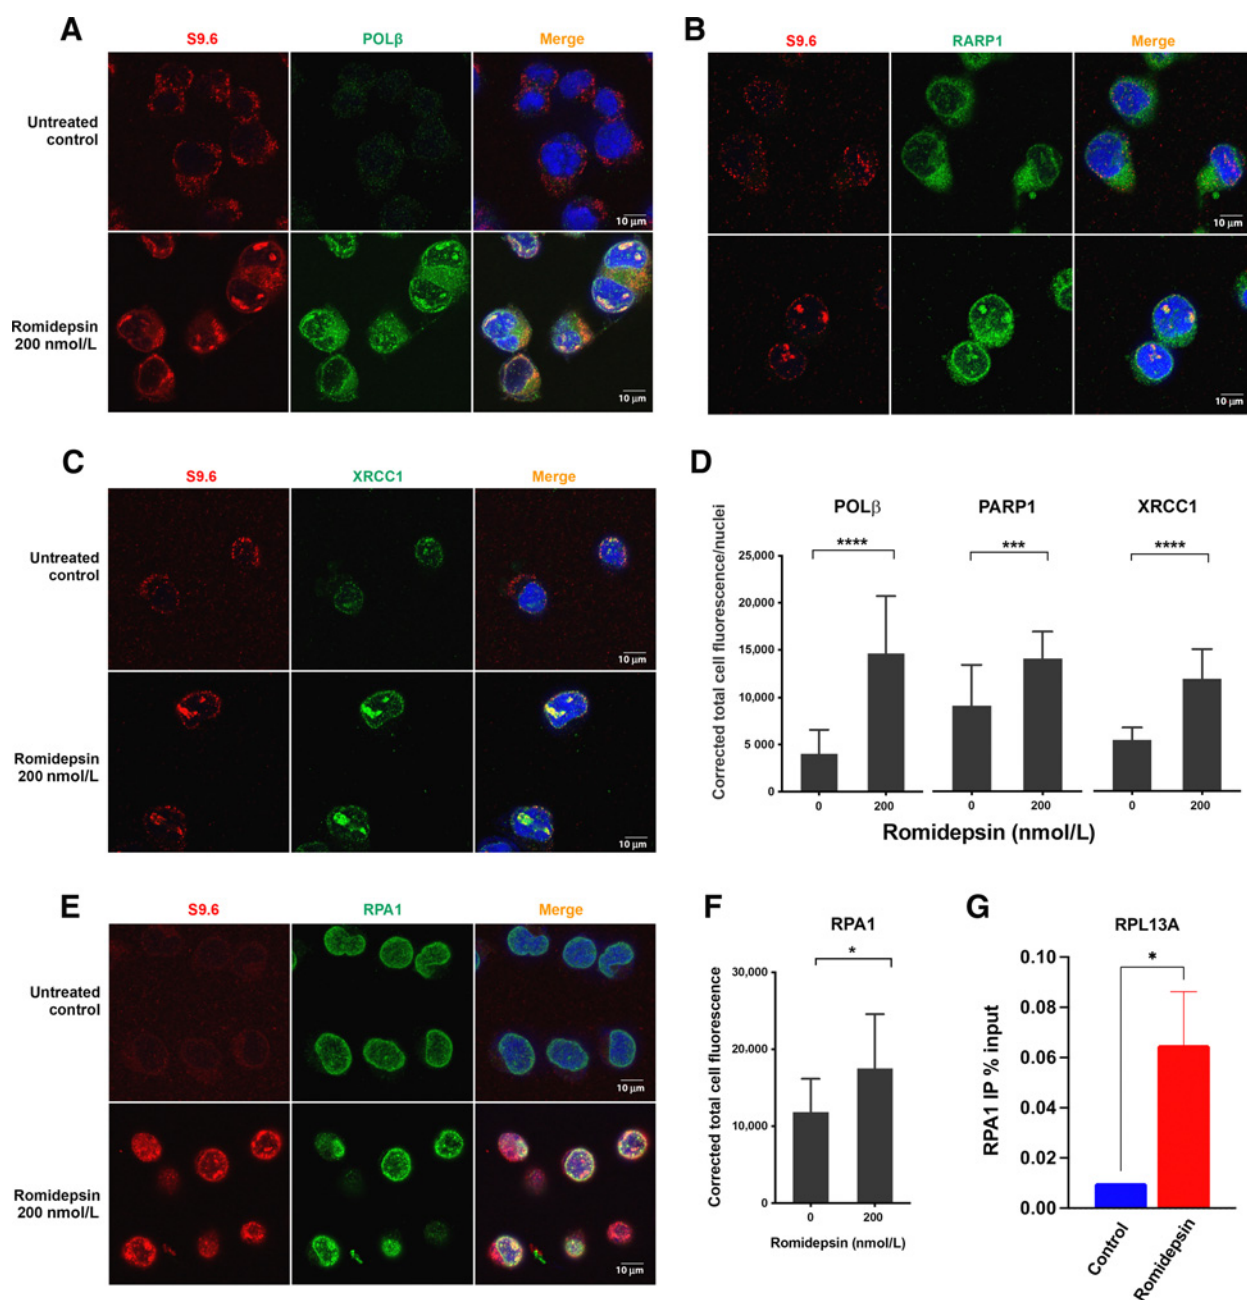 A
S9.6 POLβ Merge
Untreated
control
10 μm
Romidepsin
200 nmol/L
10 μm
B
S9.6 RARP1 Merge
10 μm
10 μm
C
S9.6 XRCC1 Merge
Untreated
control
10 μm
Romidepsin
200 nmol/L
10 μm
D
POLβ PARP1 XRCC1
**** *** ****
Corrected total cell fluorescence/nuclei
25,000
20,000
15,000
10,000
5 000
0
0 200 0 200 0 200
Romidepsin (nmol/L)
E
S9.6 RPA1 Merge
Untreated
control
10 μm
Romidepsin
200 nmol/L
10 μm
F
RPA1
*
Corrected total cell fluorescence
30,000
20,000
10,000
0
0 200
Romidepsin (nmol/L)
G
RPL13A
*
RPA1 IP % input
0.10
0.08
0.06
0.04
0.02
0.00
Control
Romidepsin